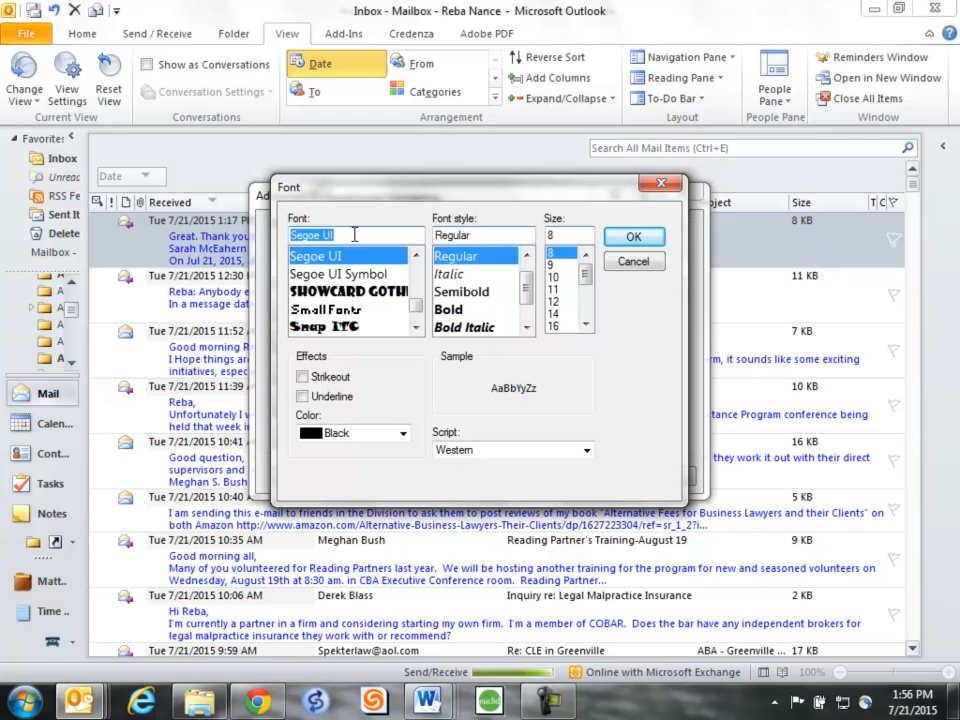 Inbox - Mailbox - Reba Nance - Microsoft Outlook
File Home Send / Receive Folder View Add-Ins Credenza Adobe PDF
Change View View Settings Reset View
Current View
Show as Conversations
Conversation Settings
Conversations
Date From
To Categories
Reverse Sort
Add Columns
Expand/Collapse
Arrangement
Navigation Pane
Reading Pane
To-Do Bar
Layout
People Pane
People Pane
Reminders Window
Open in New Window
Close All Items
Window
Favorites
Inbox
Unread
RSS Fe
Sent It
Delete
Mailbox -
A
A
A
A
A
A
Mail
Calen...
Cont...
Tasks
Notes
Matt..
Time ..
Search All Mail Items (Ctrl+E)
Date
Received ject Size T C
Tue 7/21/2015 1:17 P 8 KB
Great. Thank you
Sarah McEahern
On Jul 21, 2015,
Tue 7/21/2015 12:30 11 KB
Reba: Anybody e
In a message dat
Tue 7/21/2015 11:52 7 KB
Good morning R
I Hope things ar rm, it sounds like some exciting
initiatives, espec
Tue 7/21/2015 11:39 10 KB
Reba,
Unfortunately I w tance Program conference being
held that week in
Tue 7/21/2015 10:41 16 KB
Good question, they work it out with their direct
supervisors and
Meghan S. Bush
Tue 7/21/2015 10:40 5 KB
I am sending this e-mail to friends in the Division to ask them to post reviews of my book "Alternative Fees for Business Lawyers and their Clients" on
both Amazon http://www.amazon.com/Alternative-Business-Lawyers-Their-Clients/dp/1627223304/ref=sr_1_2?i...
Tue 7/21/2015 10:35 AM Meghan Bush Reading Partner's Training-August 19 9 KB
Good morning all,
Many of you volunteered for Reading Partners last year. We will be hosting another training for the program for new and seasoned volunteers on
Wednesday, August 19th at 8:30 am. in CBA Executive Conference room. Reading Partner...
Tue 7/21/2015 10:06 AM Derek Blass Inquiry re: Legal Malpractice Insurance 2 KB
Hi Reba,
I'm currently a partner in a firm and considering starting my own firm. I'm a member of COBAR. Does the bar have any independent brokers for
legal malpractice insurance they work with or recommend?
Tue 7/21/2015 9:59 AM Spekterlaw@aol.com Re: CLE in Greenville ABA - Greenville ... 17 KB
Ad
Font
Font: Font style: Size:
Segoe UI Regular 8
Segoe UI
Segoe UI Symbol
SHOWCARD GOTHI
Small Fonts
Snap ITC
Regular
Italic
Semibold
Bold
Bold Italic
8
9
10
11
12
14
16
OK
Cancel
Effects
Strikeout
Underline
Color:
Black
Sample
AaBbYyZz
Script:
Western
Send/Receive Online with Microsoft Exchange 100%
euclid
1:56 PM
7/21/2015